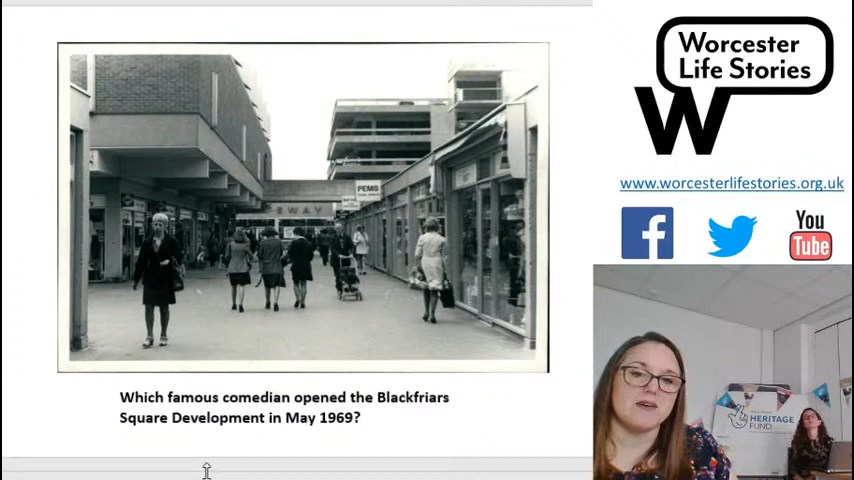 Worcester
Life Stories
W
www.worcesterlifestories.org.uk
f
You
Tube
PEMS
EWAY
Which famous comedian opened the Blackfriars
Square Development in May 1969?
HERITAGE
FUND